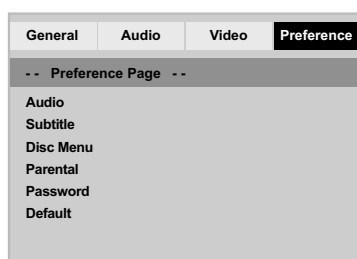 General Audio Video Preference
- - Preference Page - -
Audio
Subtitle
Disc Menu
Parental
Password
Default